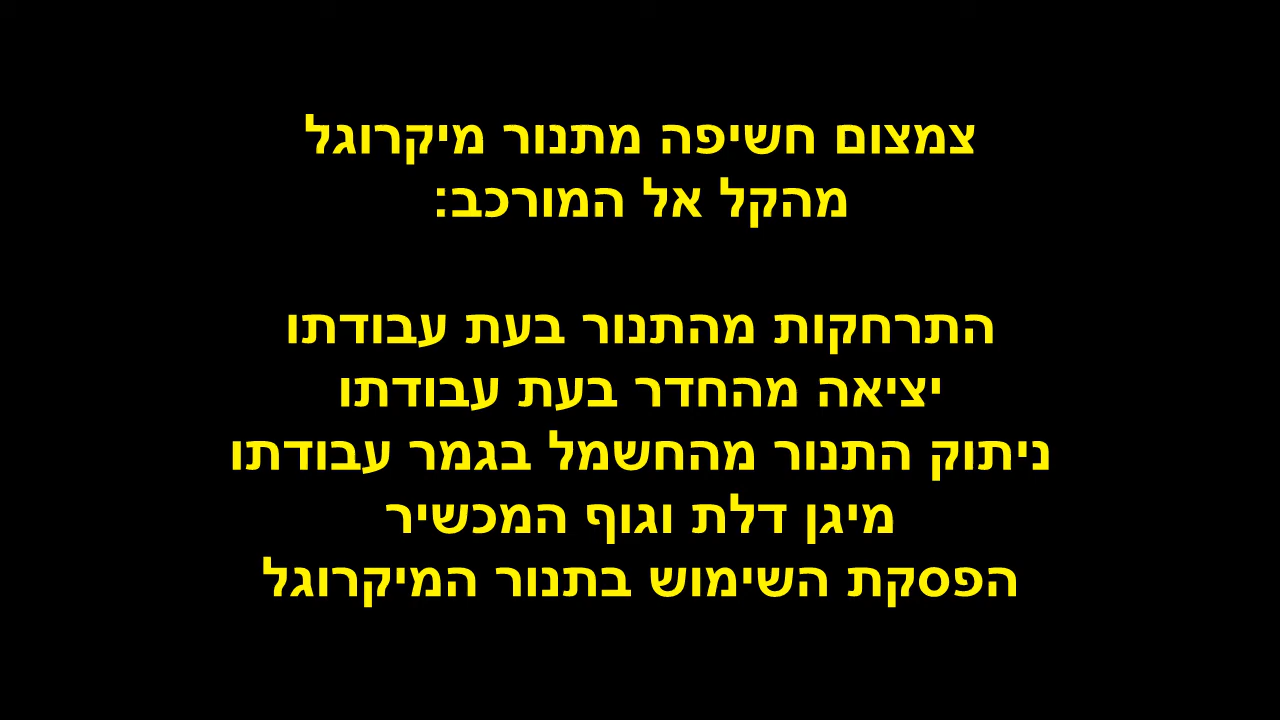 צמצום חשיפה מתנור מיקרוגל
מהקל אל המורכב:
התרחקות מהתנור בעת עבודתו
יציאה מהחדר בעת עבודתו
ניתוק התנור מהחשמל בגמר עבודתו
מיגן דלת וגוף המכשיר
הפסקת השימוש בתנור המיקרוגל